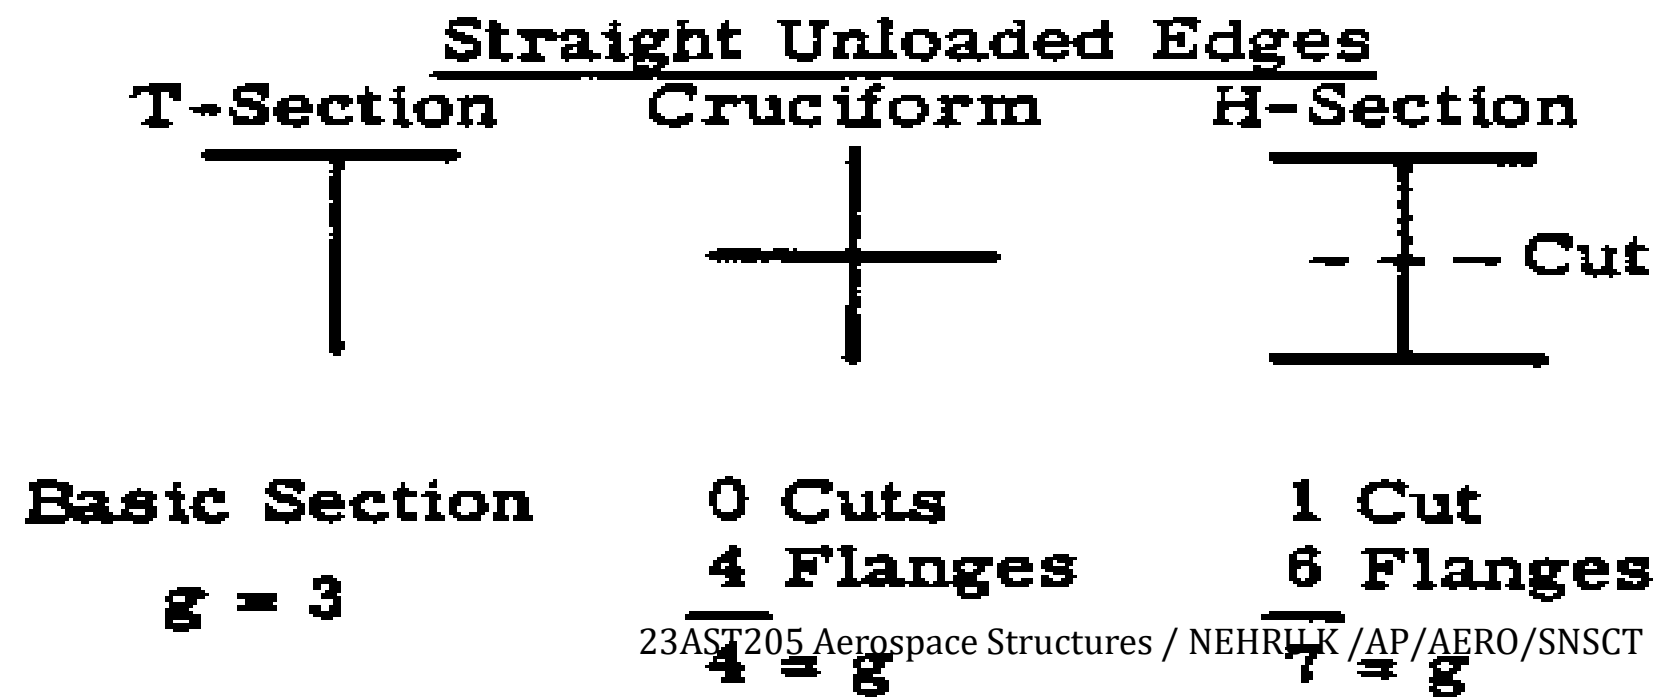 Straight Unloaded Edges
T-Section Cruciform H-Section
Cut
Basic Section 0 Cuts 1 Cut
4 Flanges 6 Flanges
g = 3
23AST205 Aerospace Structures / NEHRU K /AP/AERO/SNSCT
4 = g 7 = g